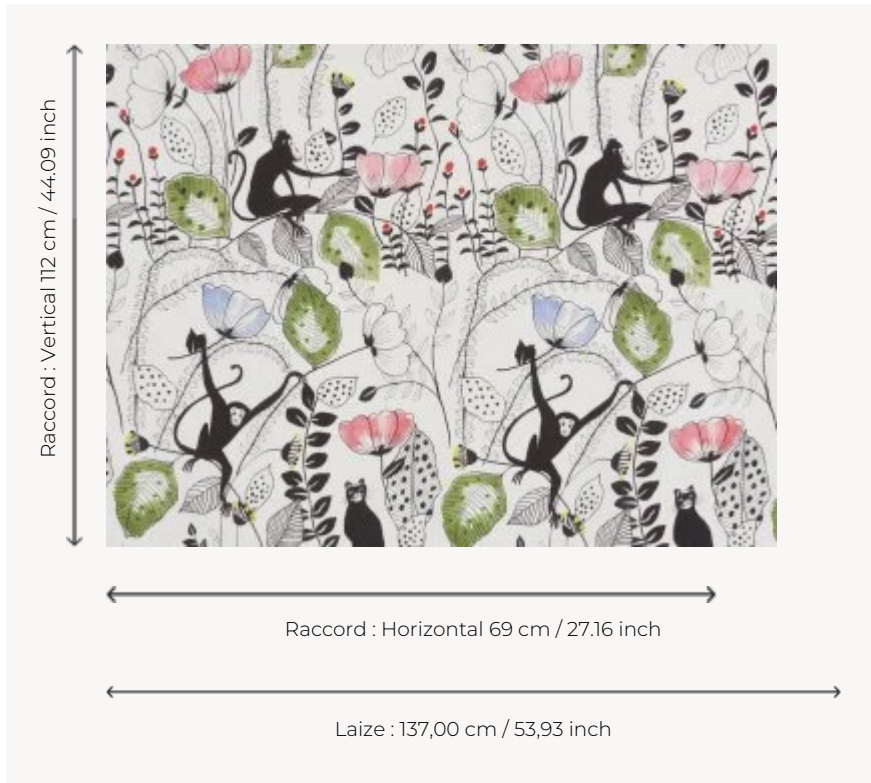 Raccord : Vertical 112 cm / 44.09 inch
Raccord : Horizontal 69 cm / 27.16 inch
Laize : 137,00 cm / 53,93 inch